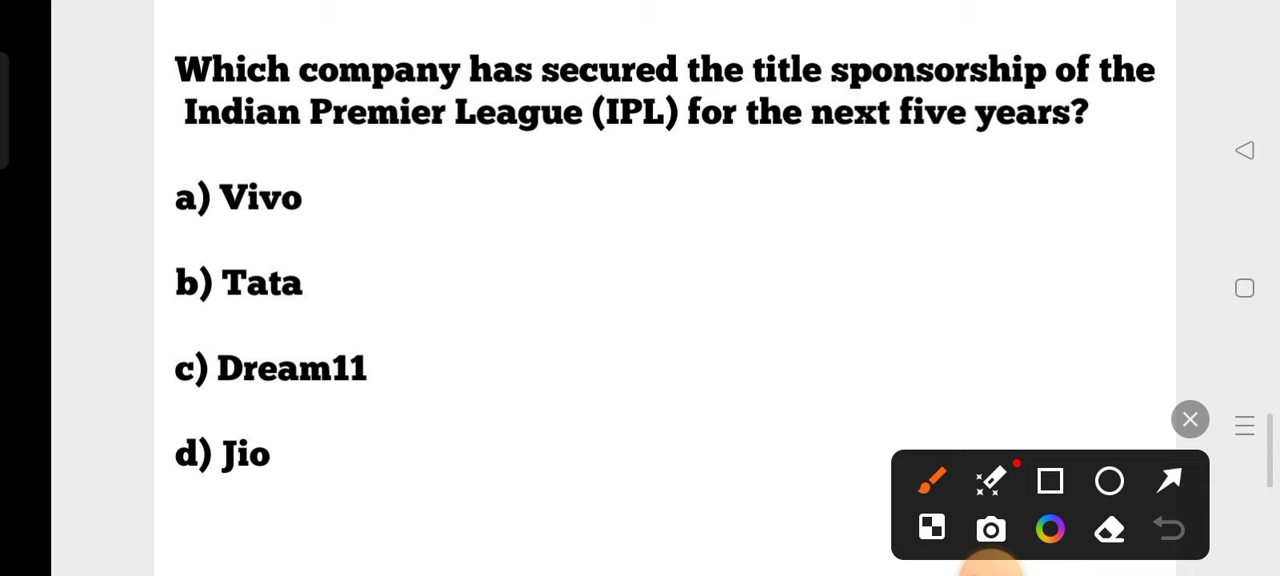 Which company has secured the title sponsorship of the
Indian Premier League (IPL) for the next five years?
a) Vivo
b) Tata
c) Dream11
d) Jio